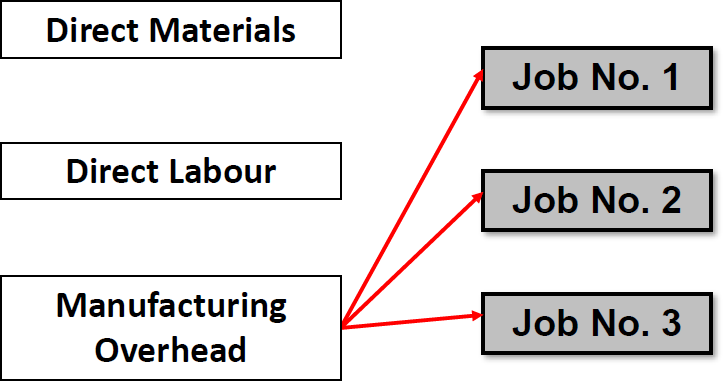 Direct Materials
Direct Labour
Manufacturing
Overhead
Job No. 1
Job No. 2
Job No. 3